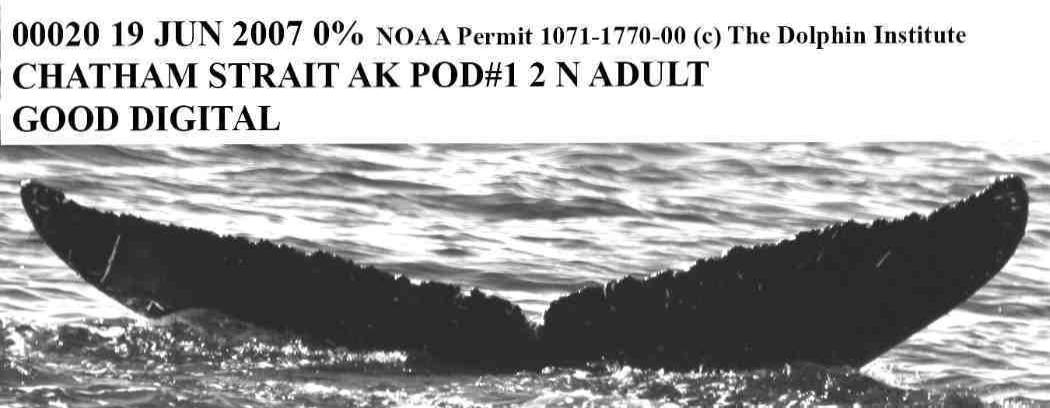 00020 19 JUN 2007 0% NOAA Permit 1071-1770-00 (c) The Dolphin Institute
CHATHAM STRAIT AK POD#1 2 N ADULT
GOOD DIGITAL